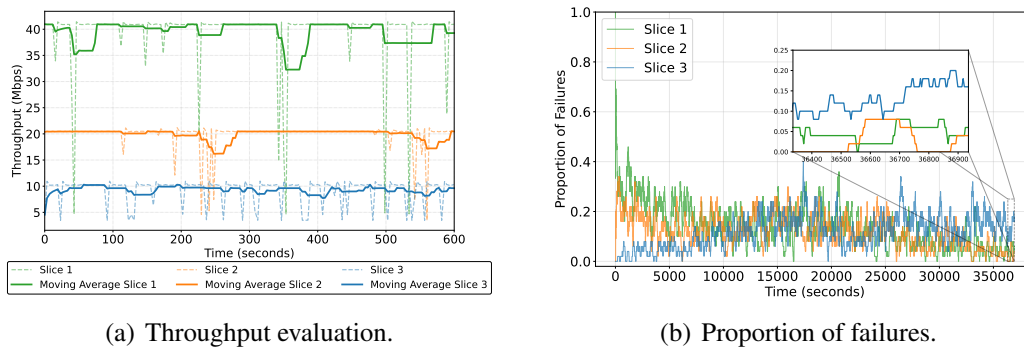 40
35
30
25
20
15
10
5
Throughput (Mbps)
0 100 200 300 400 500 600
Time (seconds)
Slice 1 Slice 2 Slice 3
Moving Average Slice 1 Moving Average Slice 2 Moving Average Slice 3
(a) Throughput evaluation.
1.0
0.8
0.6
0.4
0.2
0.0
Proportion of Failures
Slice 1
Slice 2
Slice 3
0.25
0.20
0.15
0.10
0.05
0.00
36400 36500 36600 36700 36800 36900
0 5000 10000 15000 20000 25000 30000 35000
Time (seconds)
(b) Proportion of failures.